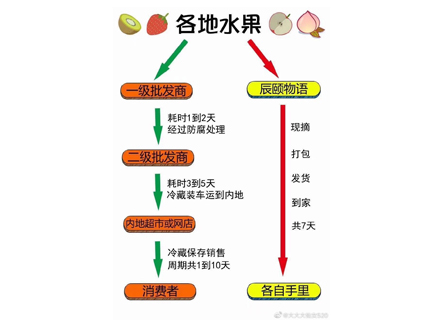 各地水果
一级批发商
耗时1到2天
经过防腐处理
二级批发商
耗时3到5天
冷藏装车运到内地
内地超市或网店
冷藏保存销售
周期共1到10天
消费者
辰颐物语
现摘
打包
发货
到家
共7天
各自手里